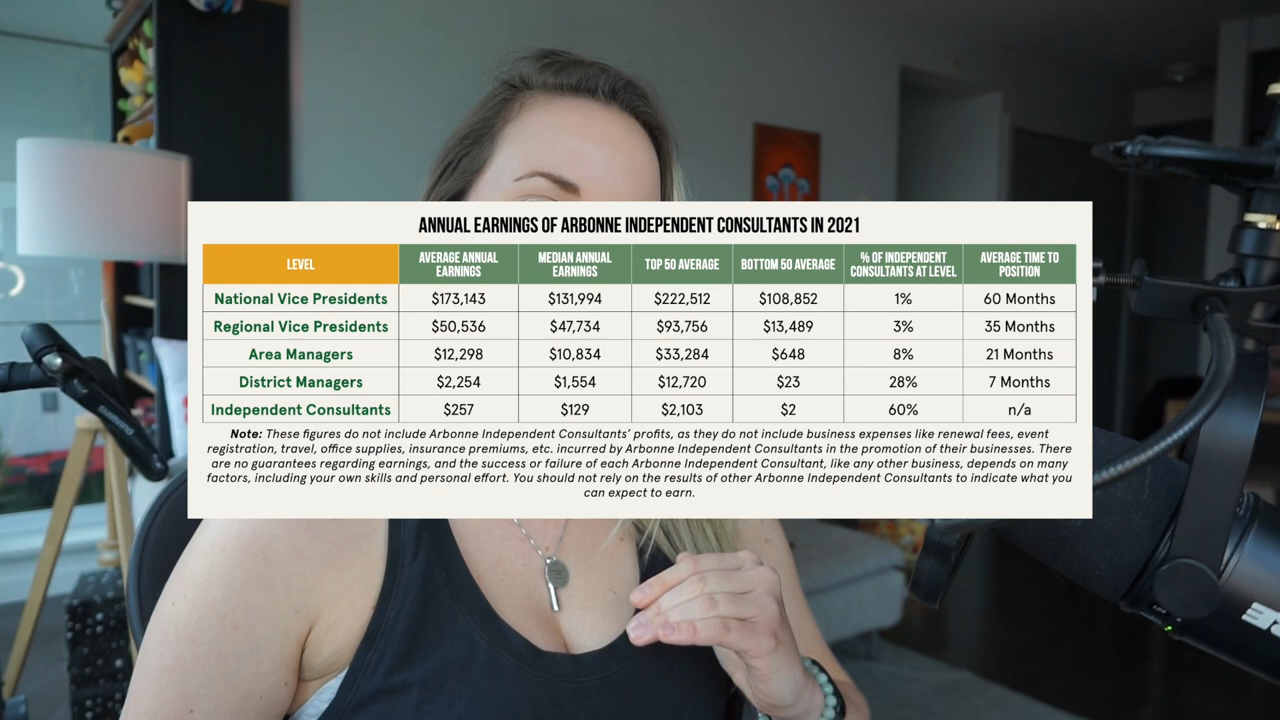 ANNUAL EARNINGS OF ARBONNE INDEPENDENT CONSULTANTS IN 2021
LEVEL AVERAGE ANNUAL EARNINGS MEDIAN ANNUAL EARNINGS TOP 50 AVERAGE BOTTOM 50 AVERAGE % OF INDEPENDENT CONSULTANTS AT LEVEL AVERAGE TIME TO POSITION
National Vice Presidents $173,143 $131,994 $222,512 $108,852 1% 60 Months
Regional Vice Presidents $50,536 $47,734 $93,756 $13,489 3% 35 Months
Area Managers $12,298 $10,834 $33,284 $648 8% 21 Months
District Managers $2,254 $1,554 $12,720 $23 28% 7 Months
Independent Consultants $257 $129 $2,103 $2 60% n/a
Note: These figures do not include Arbonne Independent Consultants' profits, as they do not include business expenses like renewal fees, event
registration, travel, office supplies, insurance premiums, etc. incurred by Arbonne Independent Consultants in the promotion of their businesses. There
are no guarantees regarding earnings, and the success or failure of each Arbonne Independent Consultant, like any other business, depends on many
factors, including your own skills and personal effort. You should not rely on the results of other Arbonne Independent Consultants to indicate what you
can expect to earn.